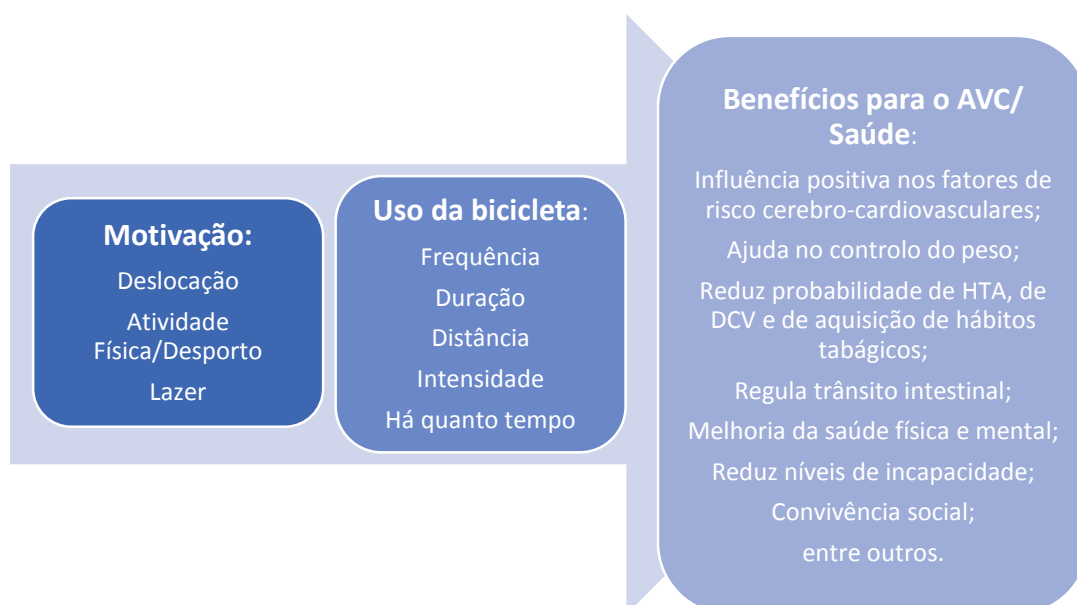 Motivação:
Deslocação
Atividade
Física/Desporto
Lazer
Uso da bicicleta:
Frequência
Duração
Distância
Intensidade
Há quanto tempo
Benefícios para o AVC/
Saúde:
Influência positiva nos fatores de
risco cerebro-cardiovasculares;
Ajuda no controlo do peso;
Reduz probabilidade de HTA, de
DCV e de aquisição de hábitos
tabágicos;
Regula trânsito intestinal;
Melhoria da saúde física e mental;
Reduz níveis de incapacidade;
Convivência social;
entre outros.